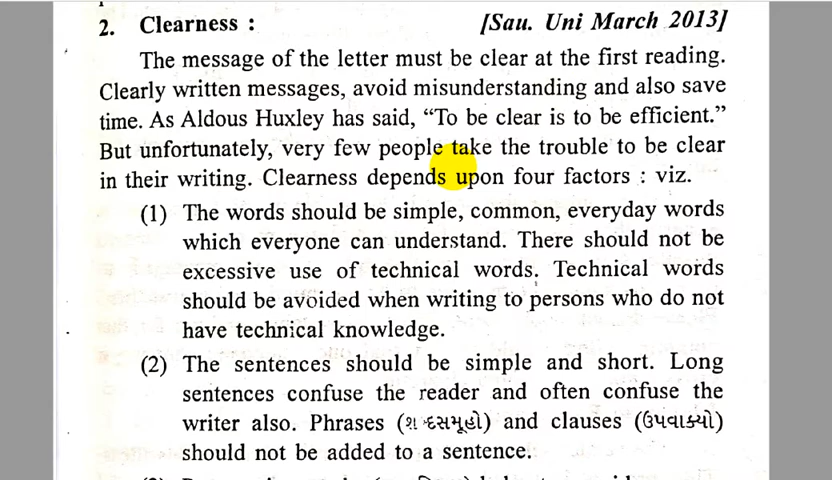 2. Clearness : [Sau. Uni March 2013]
The message of the letter must be clear at the first reading.
Clearly written messages, avoid misunderstanding and also save
time. As Aldous Huxley has said, “To be clear is to be efficient.”
But unfortunately, very few people take the trouble to be clear
in their writing. Clearness depends upon four factors : viz.
(1) The words should be simple, common, everyday words
which everyone can understand. There should not be
excessive use of technical words. Technical words
should be avoided when writing to persons who do not
have technical knowledge.
(2) The sentences should be simple and short. Long
sentences confuse the reader and often confuse the
writer also. Phrases (શબ્દસમૂહો) and clauses (ઉપવાક્યો)
should not be added to a sentence.